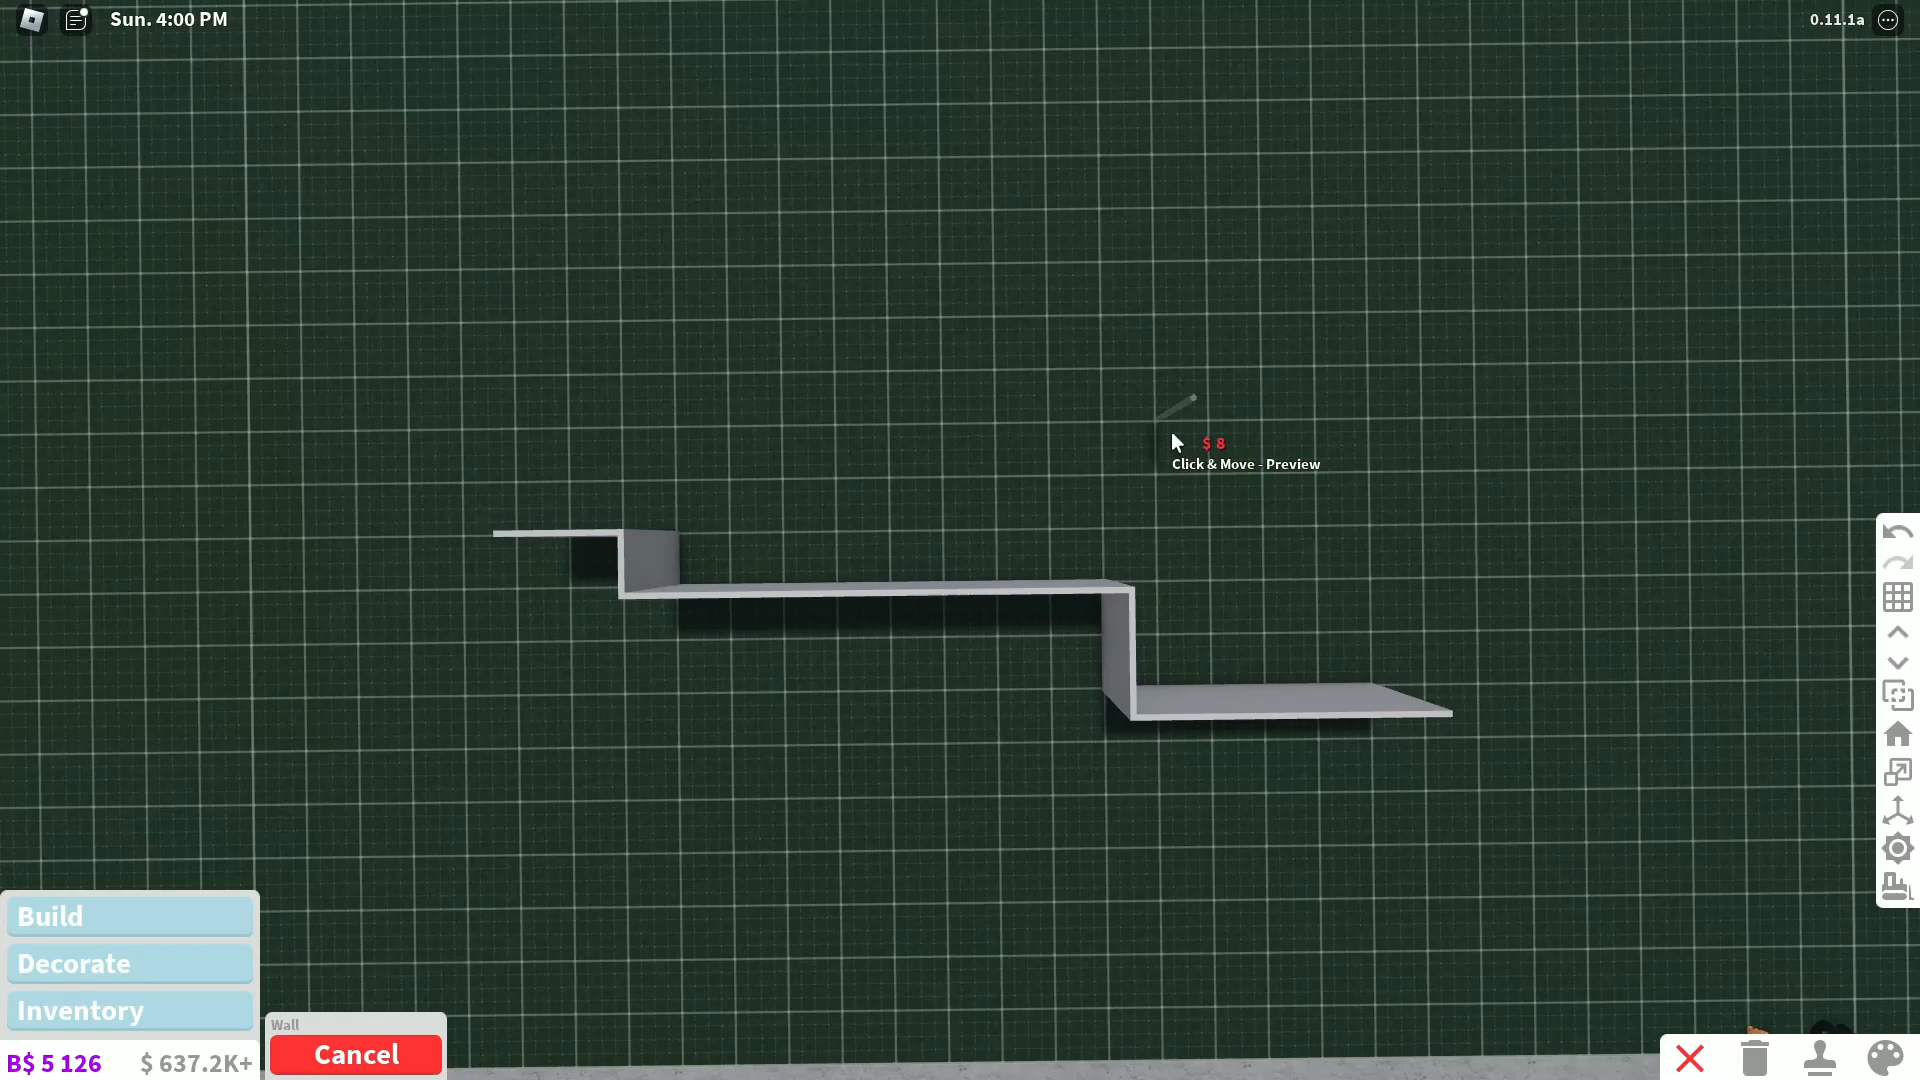 Sun. 4:00 PM
0.11.1a
$ 8
Click & Move - Preview
Build
Decorate
Inventory
Wall
Cancel
B$ 5 126
$ 637.2K+